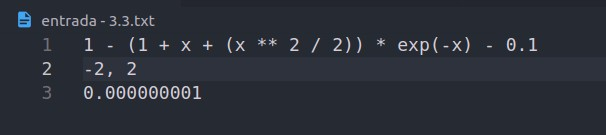 entrada - 3.3.txt
1 1 - (1 + x + (x ** 2 / 2)) * exp(-x) - 0.1
2 -2, 2
3 0.000000001